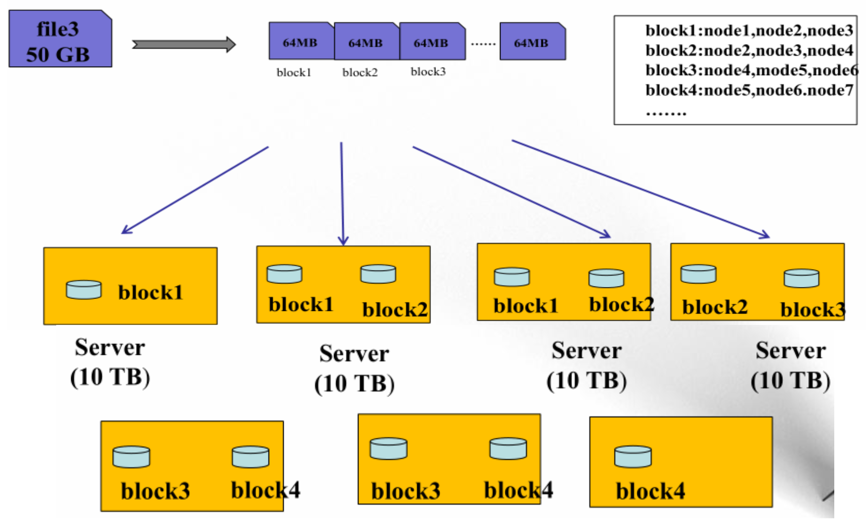 file3
50 GB
64MB 64MB 64MB ...... 64MB
block1 block2 block3
block1:node1,node2,node3
block2:node2,node3,node4
block3:node4,mode5,node6
block4:node5,node6.node7
.......
block1
block1 block2
block1 block2
block2 block3
Server
(10 TB)
Server
(10 TB)
Server
(10 TB)
Server
(10 TB)
block3 block4
block3 block4
block4